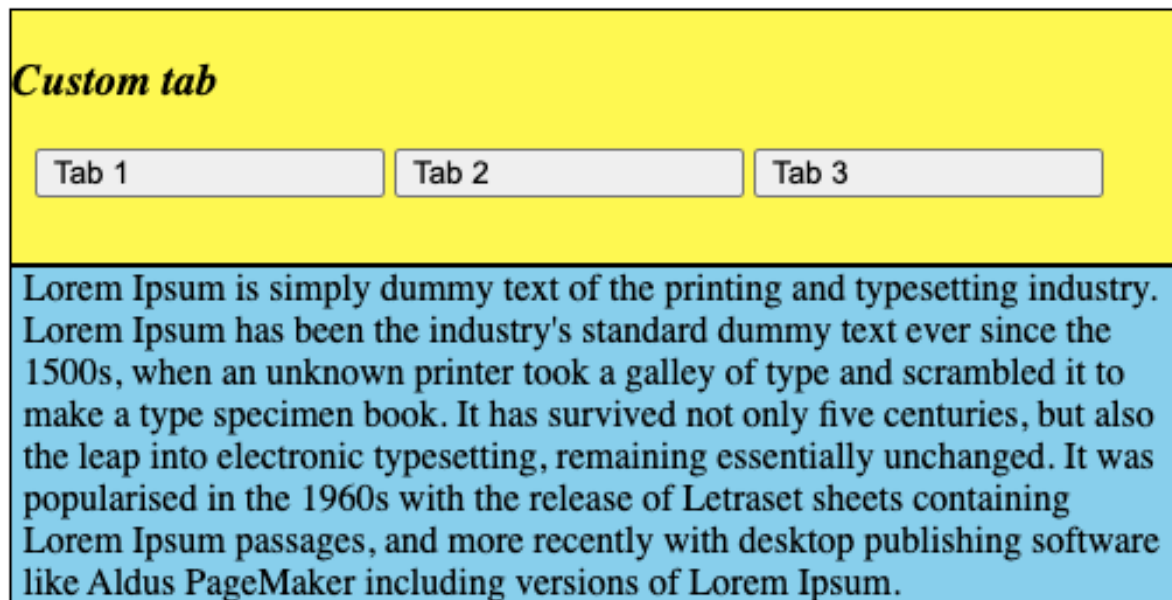 Custom tab
Tab 1 Tab 2 Tab 3
Lorem Ipsum is simply dummy text of the printing and typesetting industry.
Lorem Ipsum has been the industry's standard dummy text ever since the
1500s, when an unknown printer took a galley of type and scrambled it to
make a type specimen book. It has survived not only five centuries, but also
the leap into electronic typesetting, remaining essentially unchanged. It was
popularised in the 1960s with the release of Letraset sheets containing
Lorem Ipsum passages, and more recently with desktop publishing software
like Aldus PageMaker including versions of Lorem Ipsum.